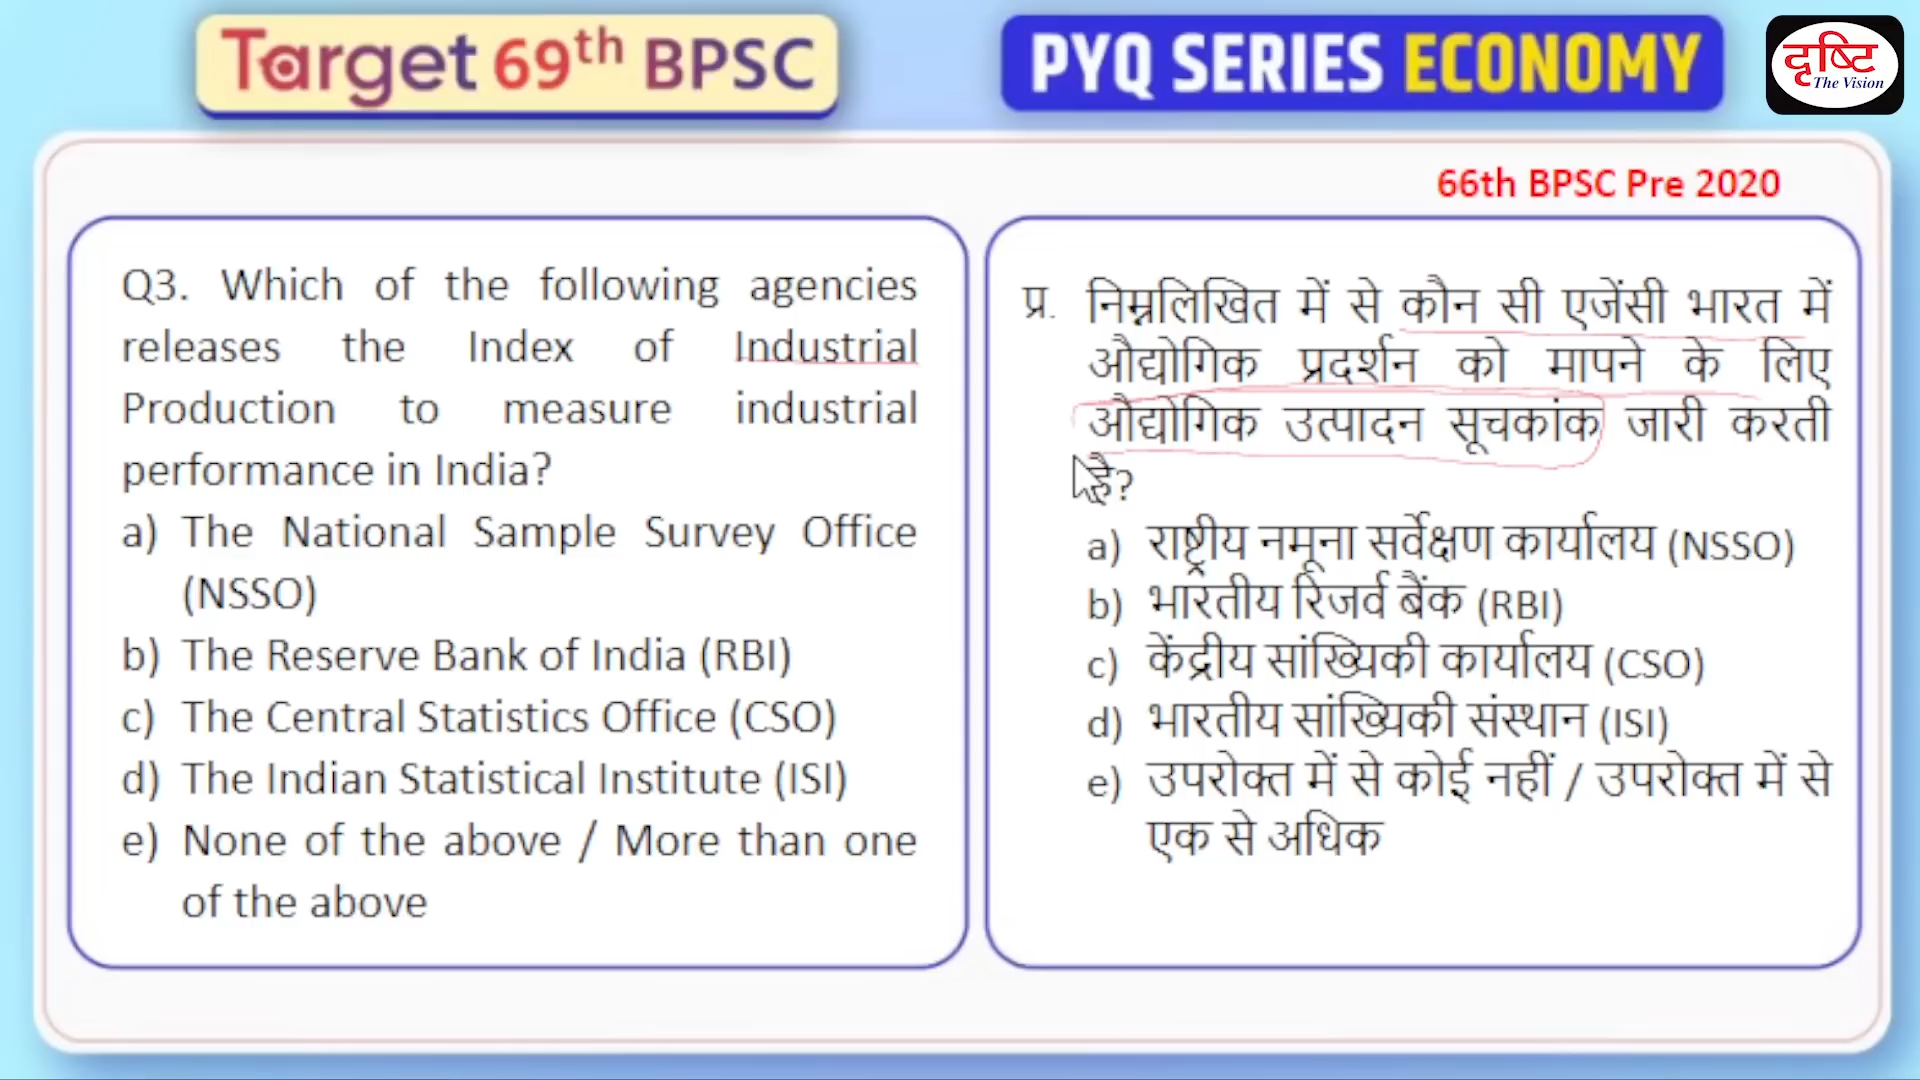 Target 69th BPSC
PYQ SERIES ECONOMY
दृष्टि
The Vision
66th BPSC Pre 2020
Q3. Which of the following agencies
releases the Index of Industrial
Production to measure industrial
performance in India?
a) The National Sample Survey Office
(NSSO)
b) The Reserve Bank of India (RBI)
c) The Central Statistics Office (CSO)
d) The Indian Statistical Institute (ISI)
e) None of the above / More than one
of the above
प्र. निम्नलिखित में से कौन सी एजेंसी भारत में
औद्योगिक प्रदर्शन को मापने के लिए
औद्योगिक उत्पादन सूचकांक जारी करती
है?
a) राष्ट्रीय नमूना सर्वेक्षण कार्यालय (NSSO)
b) भारतीय रिजर्व बैंक (RBI)
c) केंद्रीय सांख्यिकी कार्यालय (CSO)
d) भारतीय सांख्यिकी संस्थान (ISI)
e) उपरोक्त में से कोई नहीं / उपरोक्त में से
एक से अधिक